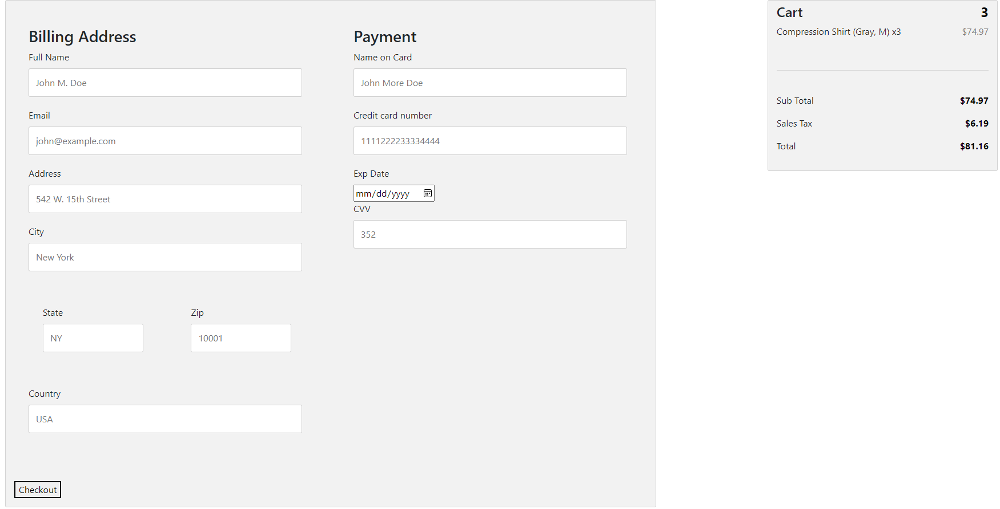 Billing Address
Full Name
John M. Doe
Email
john@example.com
Address
542 W. 15th Street
City
New York
State Zip
NY 10001
Country
USA
Checkout
Payment
Name on Card
John More Doe
Credit card number
1111222233334444
Exp Date
mm/dd/yyyy
CVV
352
Cart 3
Compression Shirt (Gray, M) x3 $74.97
Sub Total $74.97
Sales Tax $6.19
Total $81.16